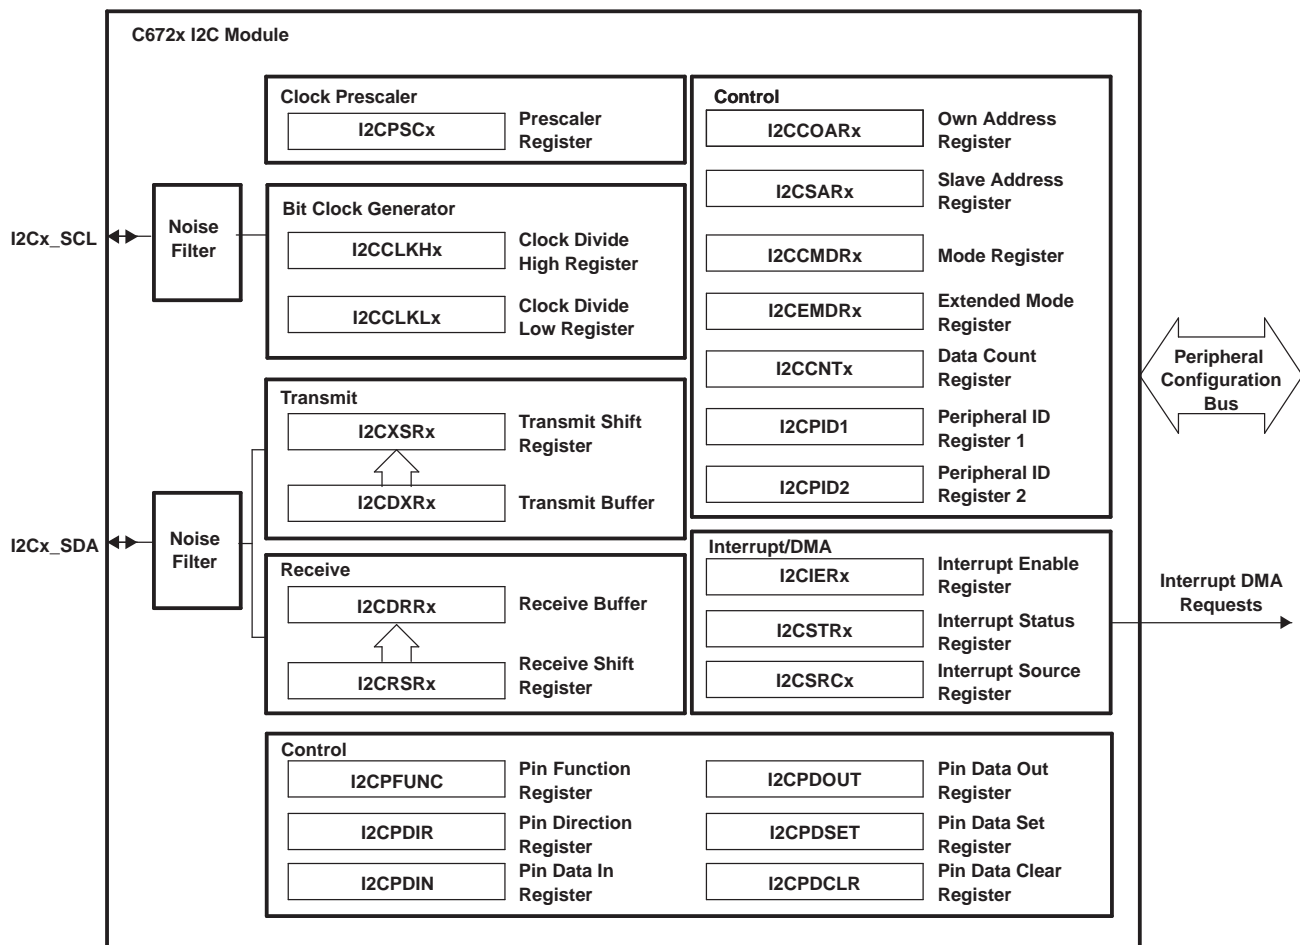 C672x I2C Module
Clock Prescaler
I2CPSCx
Prescaler
Register
I2Cx_SCL
Noise
Filter
Bit Clock Generator
I2CCLKHx
Clock Divide
High Register
I2CCLKLx
Clock Divide
Low Register
I2Cx_SDA
Noise
Filter
Transmit
I2CXSRx
Transmit Shift
Register
I2CDXRx
Transmit Buffer
Receive
I2CDRRx
Receive Buffer
I2CRSRx
Receive Shift
Register
Control
I2CCOARx
Own Address
Register
I2CSARx
Slave Address
Register
I2CCMDRx
Mode Register
I2CEMDRx
Extended Mode
Register
I2CCNTx
Data Count
Register
I2CPID1
Peripheral ID
Register 1
I2CPID2
Peripheral ID
Register 2
Interrupt/DMA
I2CIERx
Interrupt Enable
Register
I2CSTRx
Interrupt Status
Register
I2CSRCx
Interrupt Source
Register
Peripheral
Configuration
Bus
Interrupt DMA
Requests
Control
I2CPFUNC
Pin Function
Register
I2CPDIR
Pin Direction
Register
I2CPDIN
Pin Data In
Register
I2CPDOUT
Pin Data Out
Register
I2CPDSET
Pin Data Set
Register
I2CPDCLR
Pin Data Clear
Register